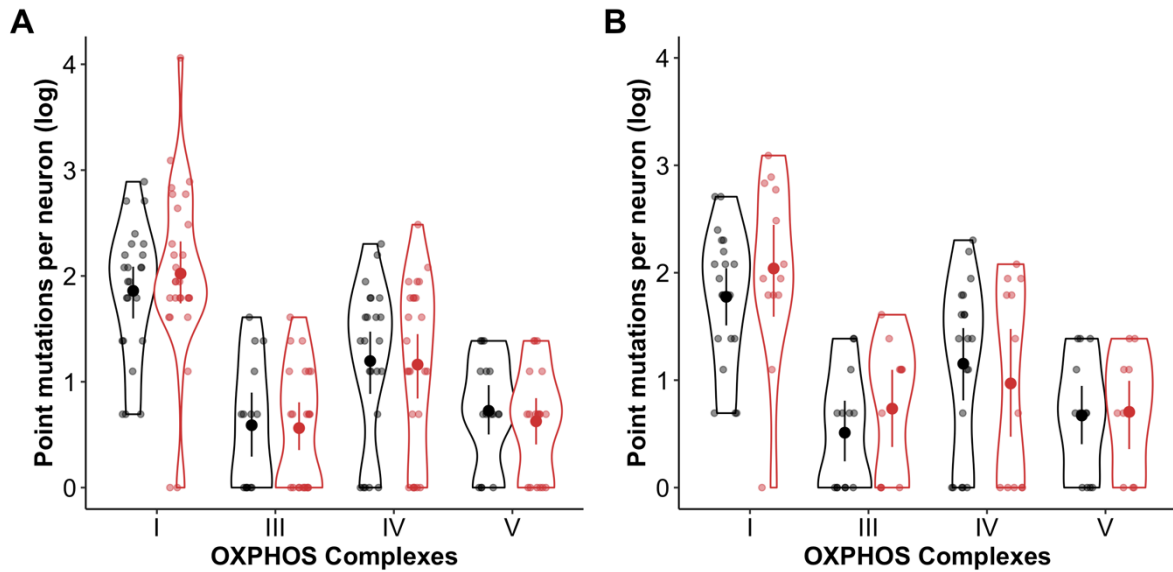 A
Point mutations per neuron (log)
4
3
2
1
0
I III IV V
OXPHOS Complexes
B
Point mutations per neuron (log)
4
3
2
1
0
I III IV V
OXPHOS Complexes